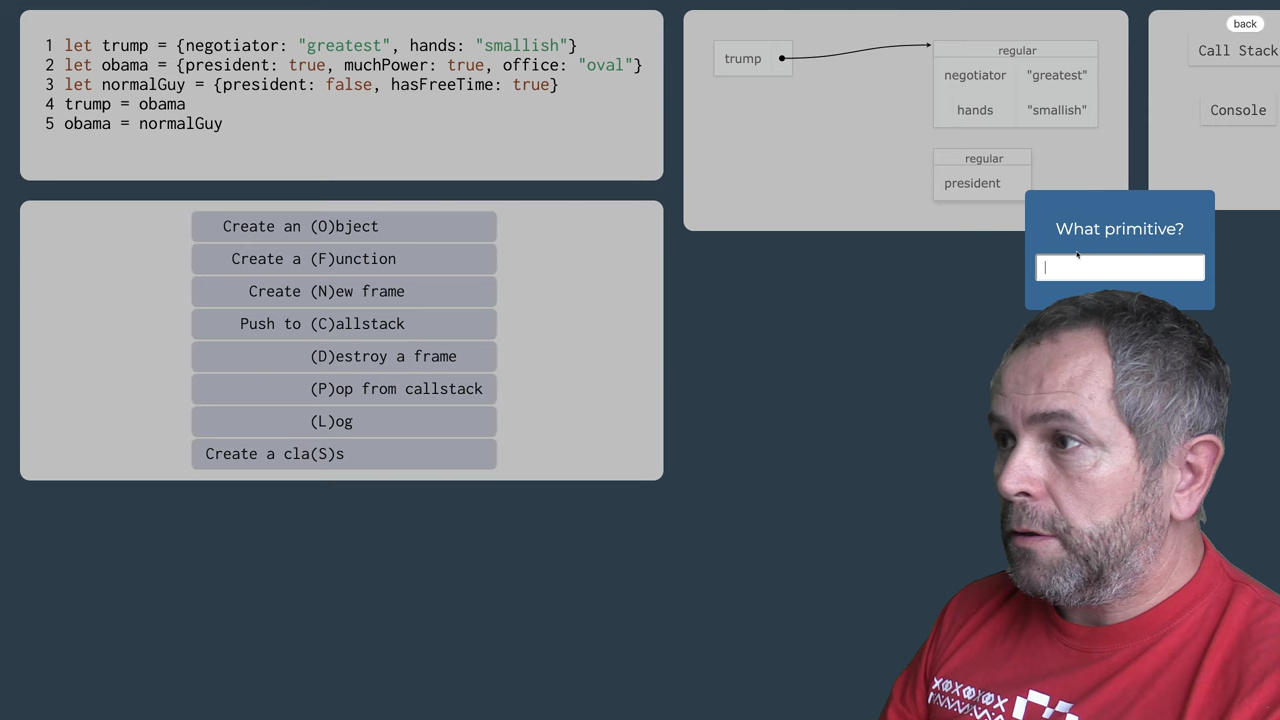 1 let trump = {negotiator: "greatest", hands: "smallish"}
2 let obama = {president: true, muchPower: true, office: "oval"}
3 let normalGuy = {president: false, hasFreeTime: true}
4 trump = obama
5 obama = normalGuy
Create an (O)bject
Create a (F)unction
Create (N)ew frame
Push to (C)allstack
(D)estroy a frame
(P)op from callstack
(L)og
Create a cla(S)s
trump
regular
negotiator "greatest"
hands "smallish"
regular
president
What primitive?
back
Call Stack
Console